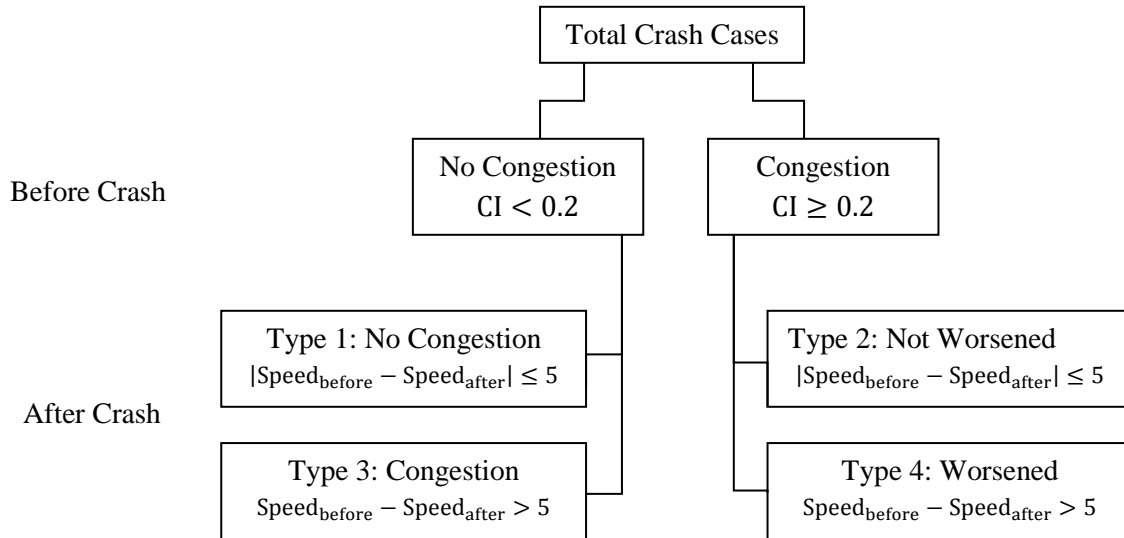 Total Crash Cases
Before Crash
No Congestion
CI < 0.2
Congestion
CI ≥ 0.2
After Crash
Type 1: No Congestion
|Speed_before − Speed_after| ≤ 5
Type 2: Not Worsened
|Speed_before − Speed_after| ≤ 5
Type 3: Congestion
Speed_before − Speed_after > 5
Type 4: Worsened
Speed_before − Speed_after > 5